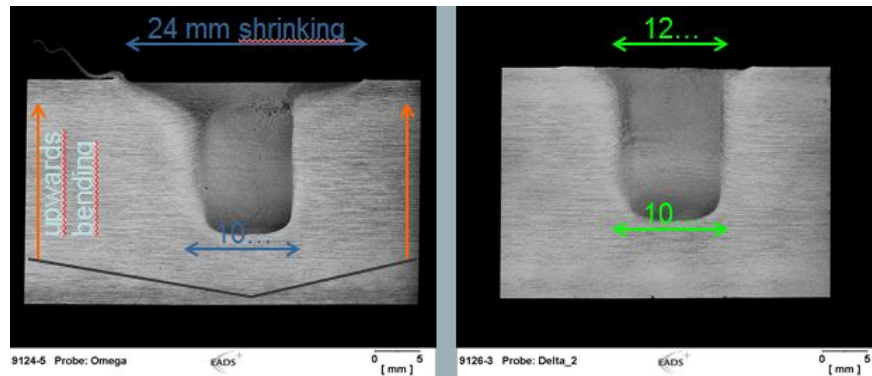 24 mm shrinking
upwards
bending
10...
9124-5 Probe: Omega
EADS
0 5
[ mm ]
12...
10...
9126-3 Probe: Delta_2
EADS
0 5
[ mm ]